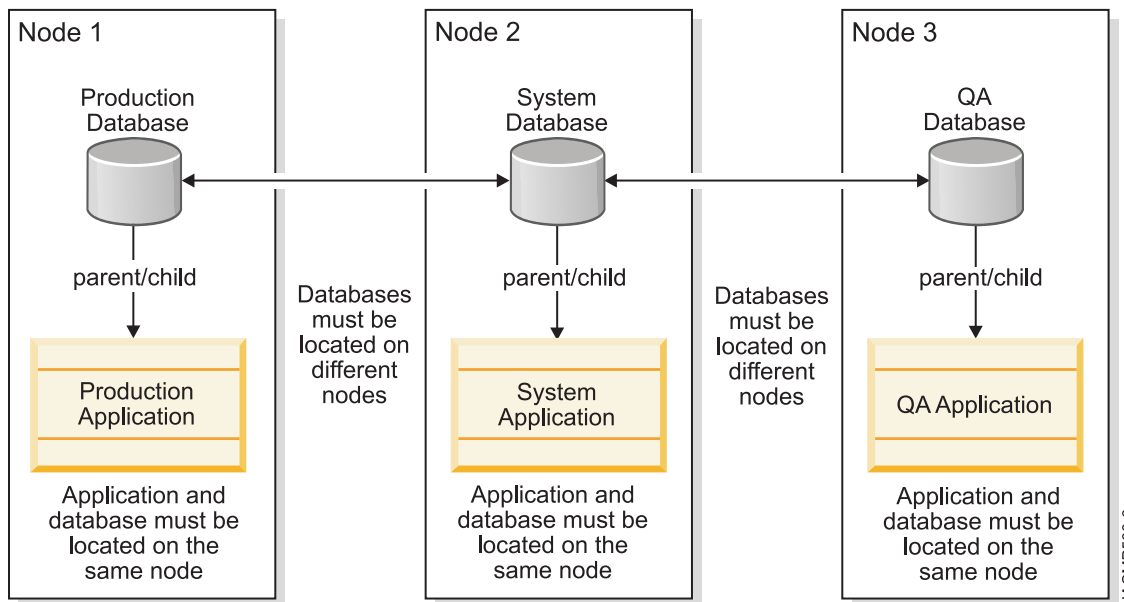 Node 1
Node 2
Node 3
Production
Database
System
Database
QA
Database
parent/child
parent/child
parent/child
Databases
must be
located on
different
nodes
Databases
must be
located on
different
nodes
Production
Application
System
Application
QA Application
Application and
database must be
located on the
same node
Application and
database must be
located on the
same node
Application and
database must be
located on the
same node